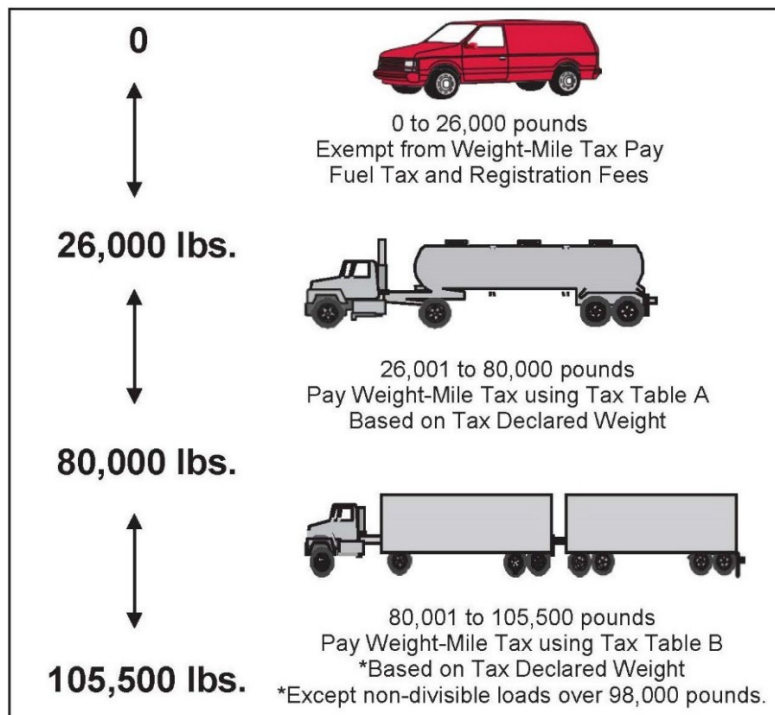 0
0 to 26,000 pounds
Exempt from Weight-Mile Tax Pay
Fuel Tax and Registration Fees
26,000 lbs.
26,001 to 80,000 pounds
Pay Weight-Mile Tax using Tax Table A
Based on Tax Declared Weight
80,000 lbs.
80,001 to 105,500 pounds
Pay Weight-Mile Tax using Tax Table B
*Based on Tax Declared Weight
105,500 lbs.
*Except non-divisible loads over 98,000 pounds.